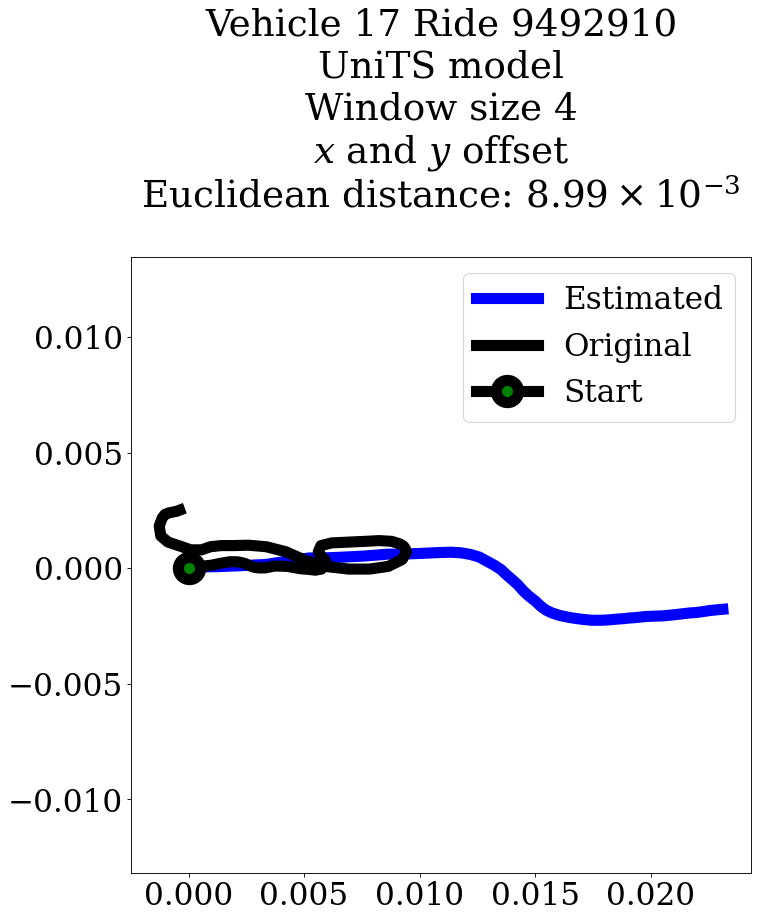 Vehicle 17 Ride 9492910
UniTS model
Window size 4
x and y offset
Euclidean distance: 8.99 × 10⁻³
Estimated
Original
Start
0.010
0.005
0.000
−0.005
−0.010
0.000 0.005 0.010 0.015 0.020